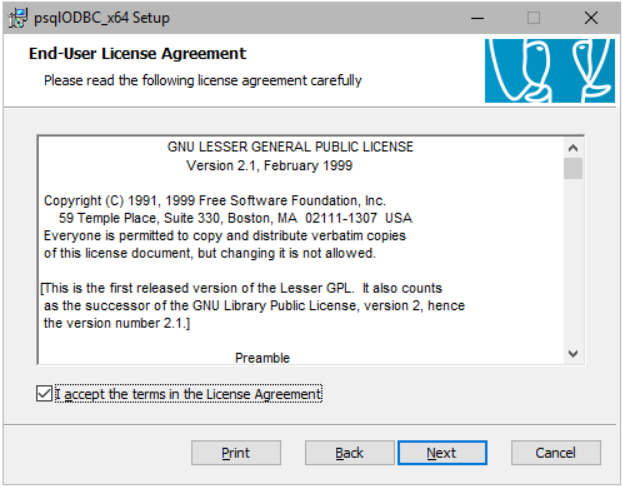 psqlODBC_x64 Setup
End-User License Agreement
Please read the following license agreement carefully
GNU LESSER GENERAL PUBLIC LICENSE
Version 2.1, February 1999
Copyright (C) 1991, 1999 Free Software Foundation, Inc.
59 Temple Place, Suite 330, Boston, MA  02111-1307  USA
Everyone is permitted to copy and distribute verbatim copies
of this license document, but changing it is not allowed.
[This is the first released version of the Lesser GPL.  It also counts
as the successor of the GNU Library Public License, version 2, hence
the version number 2.1.]
Preamble
I accept the terms in the License Agreement
Print Back Next Cancel